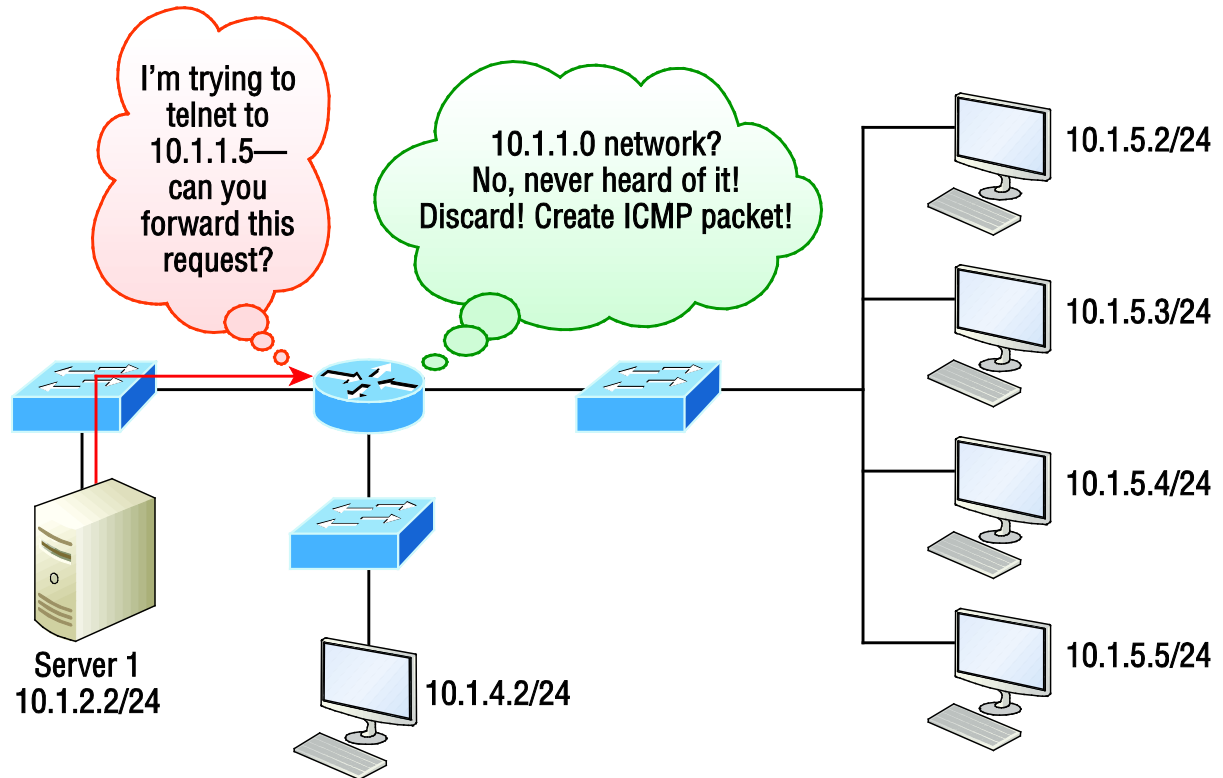 I'm trying to
telnet to
10.1.1.5—
can you
forward this
request?
10.1.1.0 network?
No, never heard of it!
Discard! Create ICMP packet!
10.1.5.2/24
10.1.5.3/24
10.1.5.4/24
10.1.5.5/24
Server 1
10.1.2.2/24
10.1.4.2/24